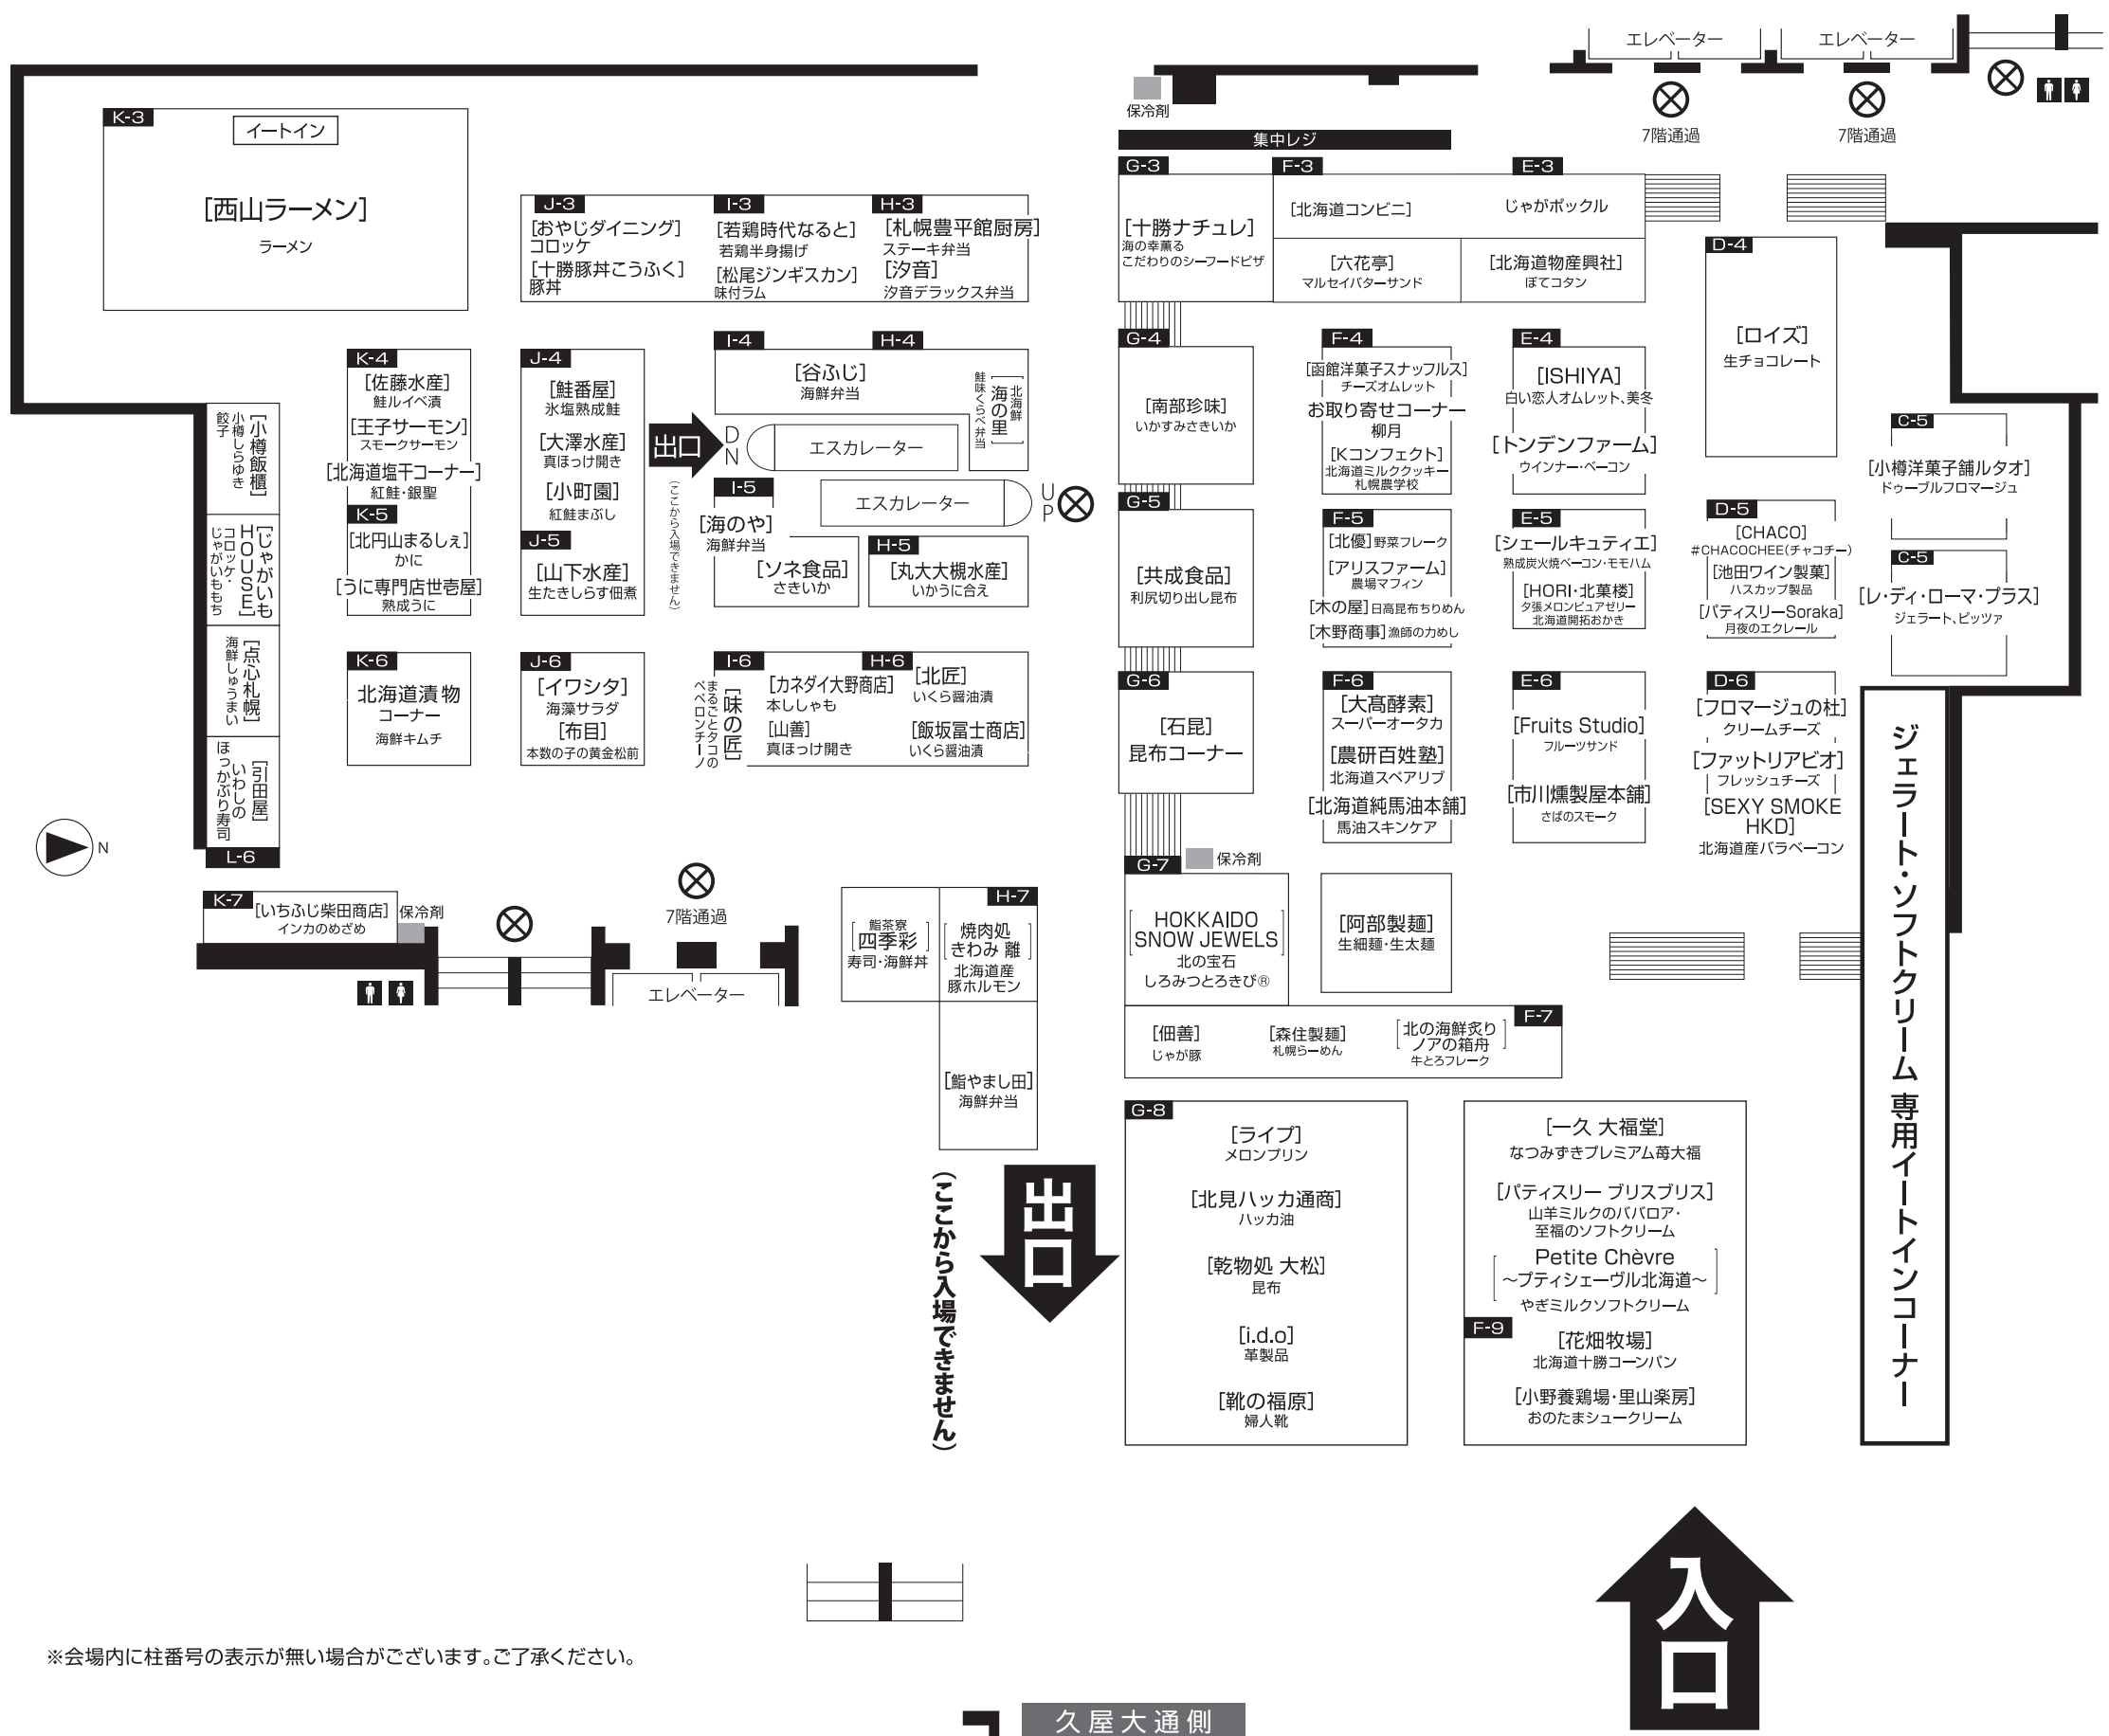 エレベーター
エレベーター
保冷剤
7階通過
7階通過
集中レジ
K-3
イートイン
[西山ラーメン]
ラーメン
J-3
[おやじダイニング]
コロッケ
[十勝豚丼こうふく]
豚丼
I-3
[若鶏時代なると]
若鶏半身揚げ
[松尾ジンギスカン]
味付ラム
H-3
[札幌豊平館厨房]
ステーキ弁当
[汐音]
汐音デラックス弁当
G-3
[十勝ナチュレ]
海の幸薫る
こだわりのシーフードピザ
F-3
[北海道コンビニ]
E-3
じゃがポックル
[六花亭]
マルセイバターサンド
[北海道物産興社]
ぽてコタン
D-4
[ロイズ]
生チョコレート
K-4
[佐藤水産]
鮭ルイベ漬
[王子サーモン]
スモークサーモン
[北海道塩干コーナー]
紅鮭・銀聖
K-5
[北円山まるしぇ]
かに
[うに専門店世壱屋]
熟成うに
J-4
[鮭番屋]
氷塩熟成鮭
[大澤水産]
真ほっけ開き
[小町園]
紅鮭まぶし
J-5
[山下水産]
生たきしらす佃煮
出口
(ここから入場できません)
I-4
H-4
[谷ふじ]
海鮮弁当
[北海鮮
海の里]
鮭味くらべ弁当
DN
エスカレーター
エスカレーター
UP
I-5
[海のや]
海鮮弁当
[ソネ食品]
さきいか
H-5
[丸大大槻水産]
いかうに合え
G-4
[南部珍味]
いかすみさきいか
F-4
[函館洋菓子スナッフルス]
チーズオムレット
お取り寄せコーナー
柳月
[Kコンフェクト]
北海道ミルククッキー
札幌農学校
E-4
[ISHIYA]
白い恋人オムレット、美冬
[トンデンファーム]
ウインナー・ベーコン
C-5
[小樽洋菓子舗ルタオ]
ドゥーブルフロマージュ
G-5
[共成食品]
利尻切り出し昆布
F-5
[北優]野菜フレーク
[アリスファーム]
農場マフィン
[木の屋]日高昆布ちりめん
[木野商事]漁師の力めし
E-5
[シェールキュティエ]
熟成炭火焼ベーコン・モモハム
[HORI・北菓楼]
夕張メロンピュアゼリー
北海道開拓おかき
D-5
[CHACO]
#CHACOCHEE(チャコチー)
[池田ワイン製菓]
ハスカップ製品
[パティスリーSoraka]
月夜のエクレール
C-5
[レ・ディ・ローマ・プラス]
ジェラート、ピッツァ
[小樽飯櫃]
小樽しらゆき
餃子
[じゃがいも
HOUSE]
コロッケ・
じゃがいももち
[点心札幌]
海鮮しゅうまい
[引田屋]
いわしの
ほっかぶり寿司
L-6
K-6
北海道漬物
コーナー
海鮮キムチ
J-6
[イワシタ]
海藻サラダ
[布目]
本数の子の黄金松前
I-6
[味の匠]
まるごとタコの
ペペロンチーノ
[カネダイ大野商店]
本ししゃも
[山善]
真ほっけ開き
H-6
[北匠]
いくら醤油漬
[飯坂冨士商店]
いくら醤油漬
G-6
[石昆]
昆布コーナー
F-6
[大髙酵素]
スーパーオータカ
[農研百姓塾]
北海道スペアリブ
[北海道純馬油本舗]
馬油スキンケア
E-6
[Fruits Studio]
フルーツサンド
[市川燻製屋本舗]
さばのスモーク
D-6
[フロマージュの杜]
クリームチーズ
[ファットリアビオ]
フレッシュチーズ
[SEXY SMOKE
HKD]
北海道産バラベーコン
ジェラート・ソフトクリーム 専用イートインコーナー
N
K-7
[いちふじ柴田商店]
インカのめざめ
保冷剤
7階通過
エレベーター
[鮨茶寮
四季彩]
寿司・海鮮丼
H-7
[焼肉処
きわみ 離]
北海道産
豚ホルモン
[鮨やまし田]
海鮮弁当
G-7
保冷剤
[HOKKAIDO
SNOW JEWELS]
北の宝石
しろみつとろきび®
[阿部製麺]
生細麺・生太麺
F-7
[佃善]
じゃが豚
[森住製麺]
札幌らーめん
[北の海鮮炙り
ノアの箱舟]
牛とろフレーク
出口
(ここから入場できません)
G-8
[ライプ]
メロンプリン
[北見ハッカ通商]
ハッカ油
[乾物処 大松]
昆布
[i.d.o]
革製品
[靴の福原]
婦人靴
[一久 大福堂]
なつみずきプレミアム苺大福
[パティスリー ブリスブリス]
山羊ミルクのババロア・
至福のソフトクリーム
[Petite Chèvre
〜プティシェーヴル北海道〜]
やぎミルクソフトクリーム
F-9
[花畑牧場]
北海道十勝コーンパン
[小野養鶏場・里山楽房]
おのたまシュークリーム
入口
※会場内に柱番号の表示が無い場合がございます。ご了承ください。
久屋大通側